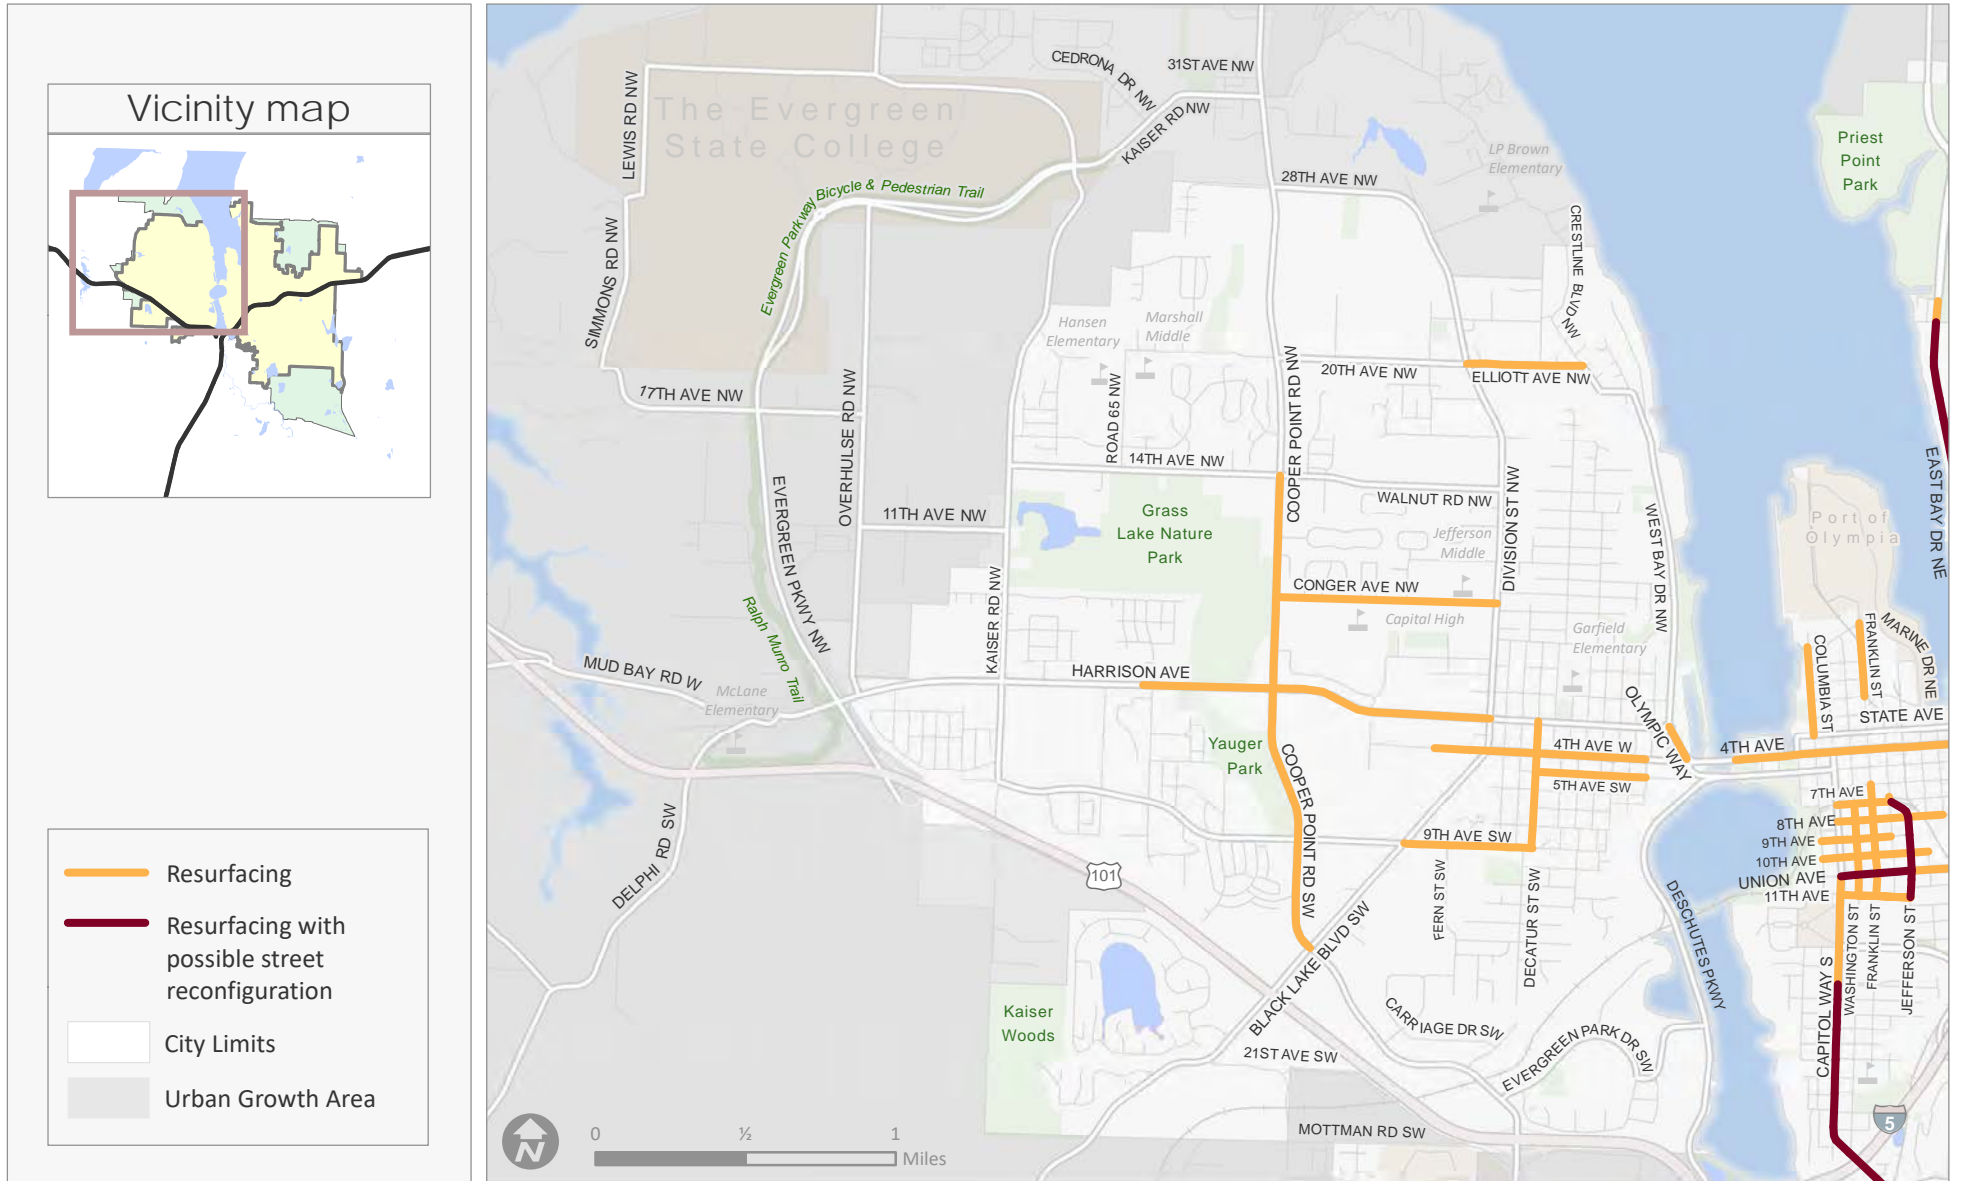 Vicinity map
Resurfacing
Resurfacing with
possible street
reconfiguration
City Limits
Urban Growth Area
CEDRONA DR NW
31ST AVE NW
KAISER RD NW
LEWIS RD NW
The Evergreen
State College
Evergreen Parkway Bicycle & Pedestrian Trail
28TH AVE NW
LP Brown
Elementary
Priest
Point
Park
CRESTLINE BLVD NW
SIMMONS RD NW
Hansen
Elementary
Marshall
Middle
COOPER POINT RD NW
20TH AVE NW
ELLIOTT AVE NW
17TH AVE NW
OVERHULSE RD NW
ROAD 65 NW
14TH AVE NW
WALNUT RD NW
DIVISION ST NW
EAST BAY DR NE
EVERGREEN PKWY NW
11TH AVE NW
Grass
Lake Nature
Park
Jefferson
Middle
WEST BAY DR NW
Port of
Olympia
KAISER RD NW
CONGER AVE NW
Capital High
Garfield
Elementary
Ralph Munro Trail
MUD BAY RD W
McLane
Elementary
HARRISON AVE
OLYMPIC WAY
COLUMBIA ST
FRANKLIN ST
MARINE DR NE
STATE AVE
Yauger
Park
COOPER POINT RD SW
4TH AVE W
4TH AVE
5TH AVE SW
7TH AVE
8TH AVE
9TH AVE
10TH AVE
UNION AVE
11TH AVE
9TH AVE SW
DELPHI RD SW
101
FERN ST SW
DECATUR ST SW
DESCHUTES PKWY
WASHINGTON ST
FRANKLIN ST
JEFFERSON ST
CAPITOL WAY S
BLACK LAKE BLVD SW
Kaiser
Woods
CARRIAGE DR SW
EVERGREEN PARK DR SW
21ST AVE SW
MOTTMAN RD SW
5
N
0 ½ 1
Miles